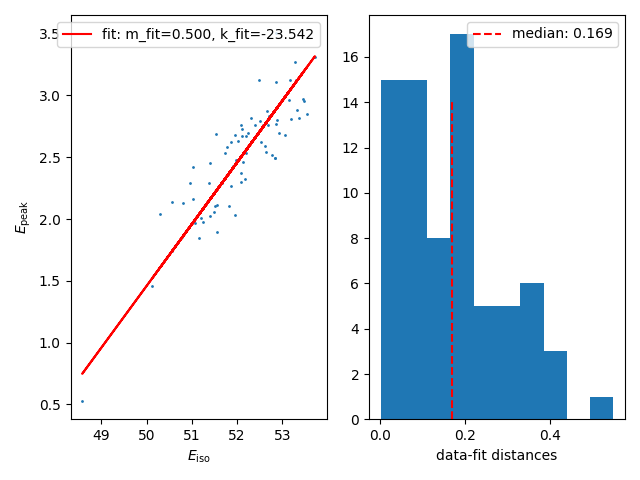 fit: m_fit=0.500, k_fit=-23.542
3.5
3.0
2.5
2.0
1.5
1.0
0.5
E_peak
49 50 51 52 53
E_iso
median: 0.169
16
14
12
10
8
6
4
2
0
0.0 0.2 0.4
data-fit distances